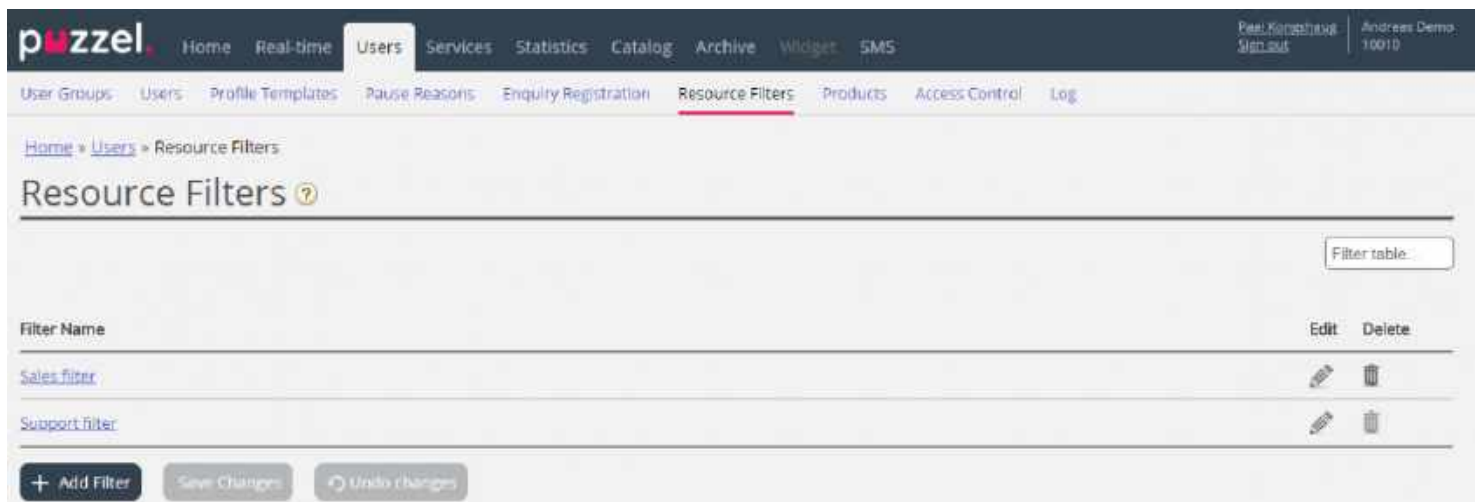 puzzel. Home Real-time Users Services Statistics Catalog Archive Widget SMS
Paal Kongshaug Andreas Demo
Sign out 10010
User Groups Users Profile Templates Pause Reasons Enquiry Registration Resource Filters Products Access Control Log
Home » Users » Resource Filters
Resource Filters ?
Filter table...
Filter Name Edit Delete
Sales filter
Support filter
+ Add Filter Save Changes Undo changes